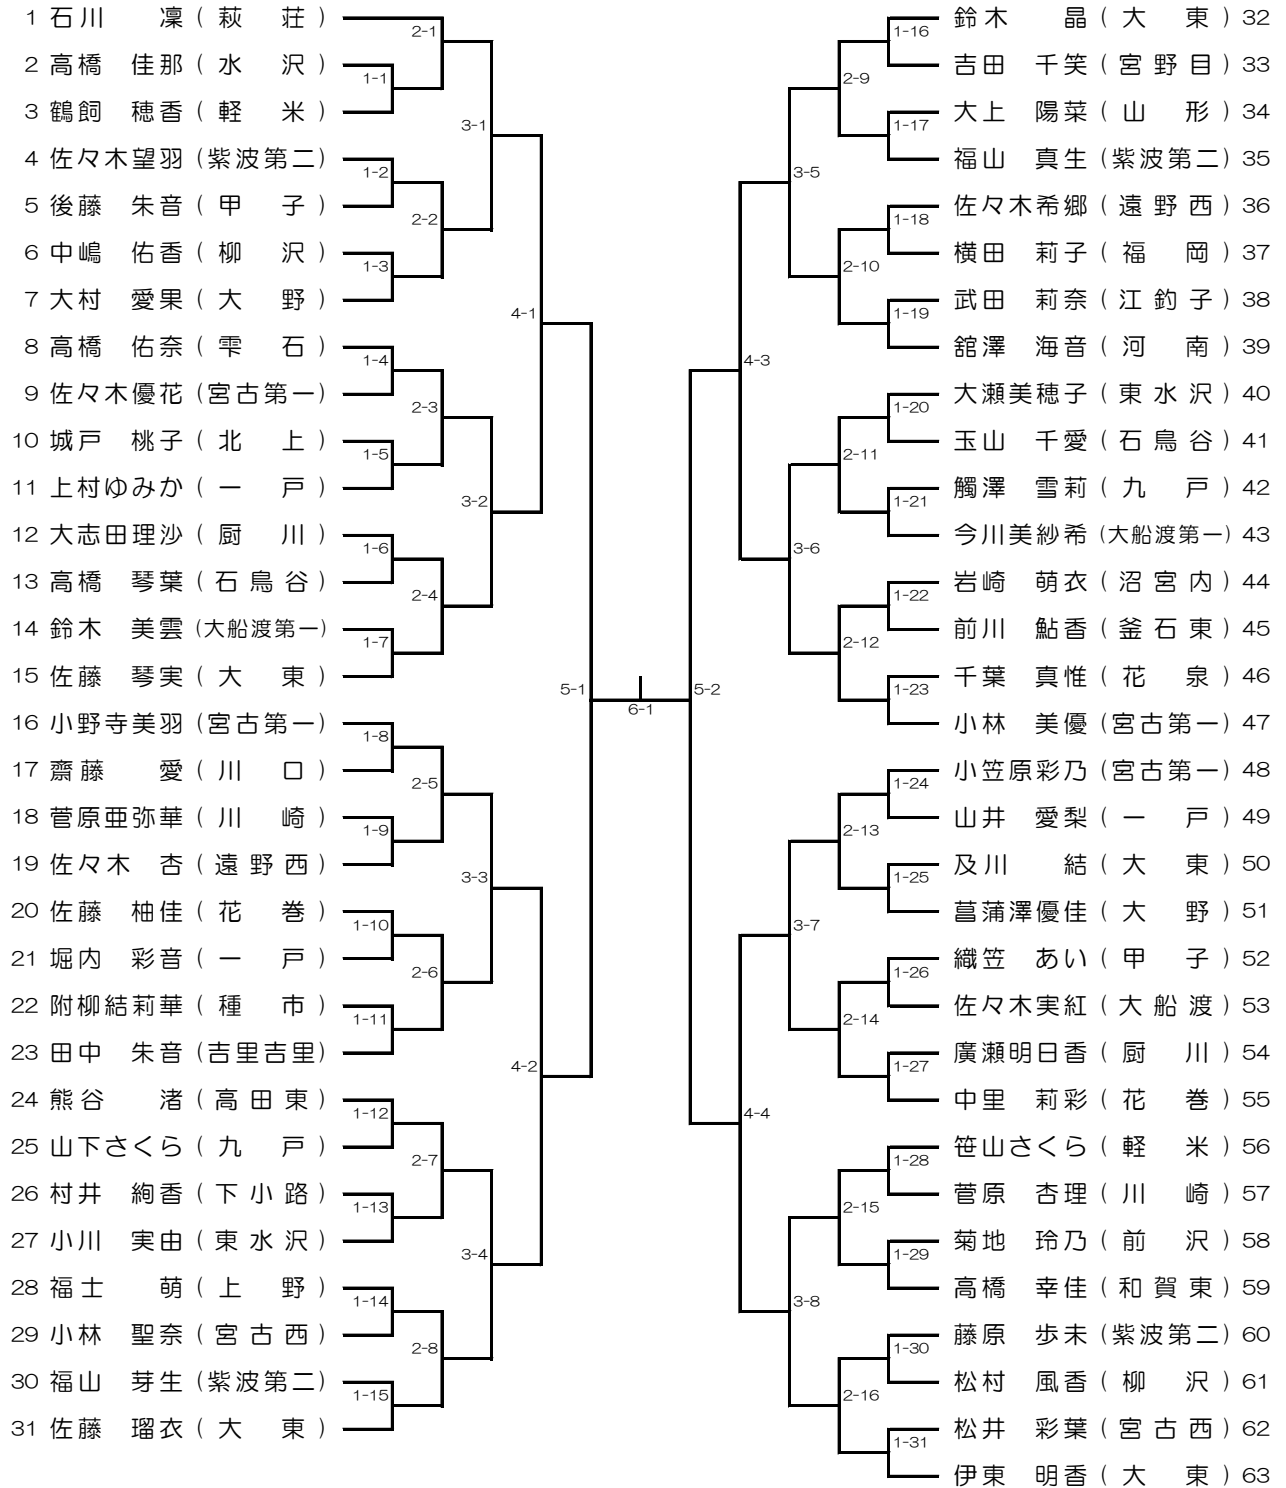 1 石川　　凜 ( 萩　荘 )
2-1
2 高橋　佳那 ( 水　沢 )
1-1
3 鶴飼　穂香 ( 軽　米 )
3-1
4 佐々木望羽 (紫波第二)
1-2
5 後藤　朱音 ( 甲　子 )
2-2
6 中嶋　佑香 ( 柳　沢 )
1-3
7 大村　愛果 ( 大　野 )
4-1
8 高橋　佑奈 ( 雫　石 )
1-4
9 佐々木優花 (宮古第一)
2-3
10 城戸　桃子 ( 北　上 )
1-5
11 上村ゆみか ( 一　戸 )
3-2
12 大志田理沙 ( 厨　川 )
1-6
13 高橋　琴葉 ( 石鳥谷 )
2-4
14 鈴木　美雲 (大船渡第一)
1-7
15 佐藤　琴実 ( 大　東 )
5-1
16 小野寺美羽 (宮古第一)
1-8
17 齋藤　　愛 ( 川　口 )
2-5
18 菅原亜弥華 ( 川　崎 )
1-9
19 佐々木　杏 ( 遠野西 )
3-3
20 佐藤　柚佳 ( 花　巻 )
1-10
21 堀内　彩音 ( 一　戸 )
2-6
22 附柳結莉華 ( 種　市 )
1-11
23 田中　朱音 (吉里吉里)
4-2
24 熊谷　　渚 ( 高田東 )
1-12
25 山下さくら ( 九　戸 )
2-7
26 村井　絢香 ( 下小路 )
1-13
27 小川　実由 ( 東水沢 )
3-4
28 福士　　萌 ( 上　野 )
1-14
29 小林　聖奈 ( 宮古西 )
2-8
30 福山　芽生 (紫波第二)
1-15
31 佐藤　瑠衣 ( 大　東 )
6-1
鈴木　　晶 ( 大　東 ) 32
1-16
吉田　千笑 ( 宮野目 ) 33
2-9
大上　陽菜 ( 山　形 ) 34
1-17
福山　真生 (紫波第二) 35
3-5
佐々木希郷 ( 遠野西 ) 36
1-18
横田　莉子 ( 福　岡 ) 37
2-10
武田　莉奈 ( 江釣子 ) 38
1-19
舘澤　海音 ( 河　南 ) 39
4-3
大瀬美穂子 ( 東水沢 ) 40
1-20
玉山　千愛 ( 石鳥谷 ) 41
2-11
觸澤　雪莉 ( 九　戸 ) 42
1-21
今川美紗希 (大船渡第一) 43
3-6
岩崎　萌衣 ( 沼宮内 ) 44
1-22
前川　鮎香 ( 釜石東 ) 45
2-12
千葉　真惟 ( 花　泉 ) 46
1-23
小林　美優 (宮古第一) 47
5-2
小笠原彩乃 (宮古第一) 48
1-24
山井　愛梨 ( 一　戸 ) 49
2-13
及川　　結 ( 大　東 ) 50
1-25
菖蒲澤優佳 ( 大　野 ) 51
3-7
織笠　あい ( 甲　子 ) 52
1-26
佐々木実紅 ( 大船渡 ) 53
2-14
廣瀬明日香 ( 厨　川 ) 54
1-27
中里　莉彩 ( 花　巻 ) 55
4-4
笹山さくら ( 軽　米 ) 56
1-28
菅原　杏理 ( 川　崎 ) 57
2-15
菊地　玲乃 ( 前　沢 ) 58
1-29
高橋　幸佳 ( 和賀東 ) 59
3-8
藤原　歩未 (紫波第二) 60
1-30
松村　風香 ( 柳　沢 ) 61
2-16
松井　彩葉 ( 宮古西 ) 62
1-31
伊東　明香 ( 大　東 ) 63